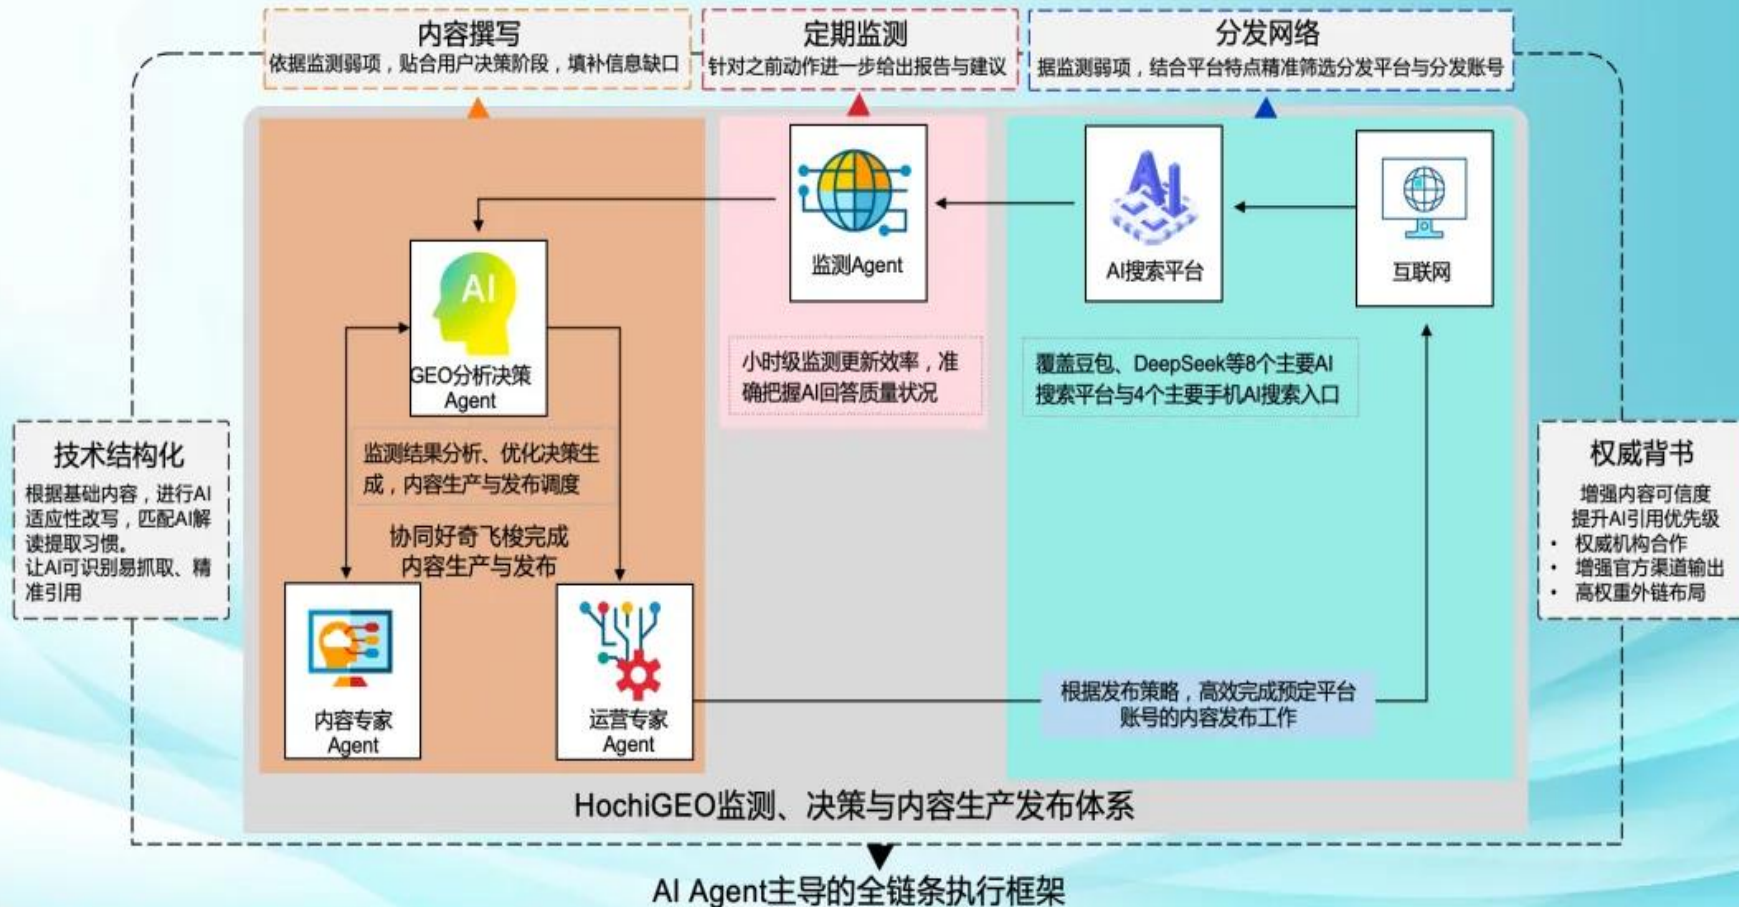 内容撰写
依据监测弱项，贴合用户决策阶段，填补信息缺口
定期监测
针对之前动作进一步给出报告与建议
分发网络
据监测弱项，结合平台特点精准筛选分发平台与分发账号
监测Agent
AI搜索平台
互联网
AI
GEO分析决策
Agent
小时级监测更新效率，准
确把握AI回答质量状况
覆盖豆包、DeepSeek等8个主要AI
搜索平台与4个主要手机AI搜索入口
监测结果分析、优化决策生
成，内容生产与发布调度
协同好奇飞梭完成
内容生产与发布
技术结构化
根据基础内容，进行AI
适应性改写，匹配AI解
读提取习惯。
让AI可识别易抓取、精
准引用
权威背书
增强内容可信度
提升AI引用优先级
• 权威机构合作
• 增强官方渠道输出
• 高权重外链布局
内容专家
Agent
运营专家
Agent
根据发布策略，高效完成预定平台
账号的内容发布工作
HochiGEO监测、决策与内容生产发布体系
AI Agent主导的全链条执行框架